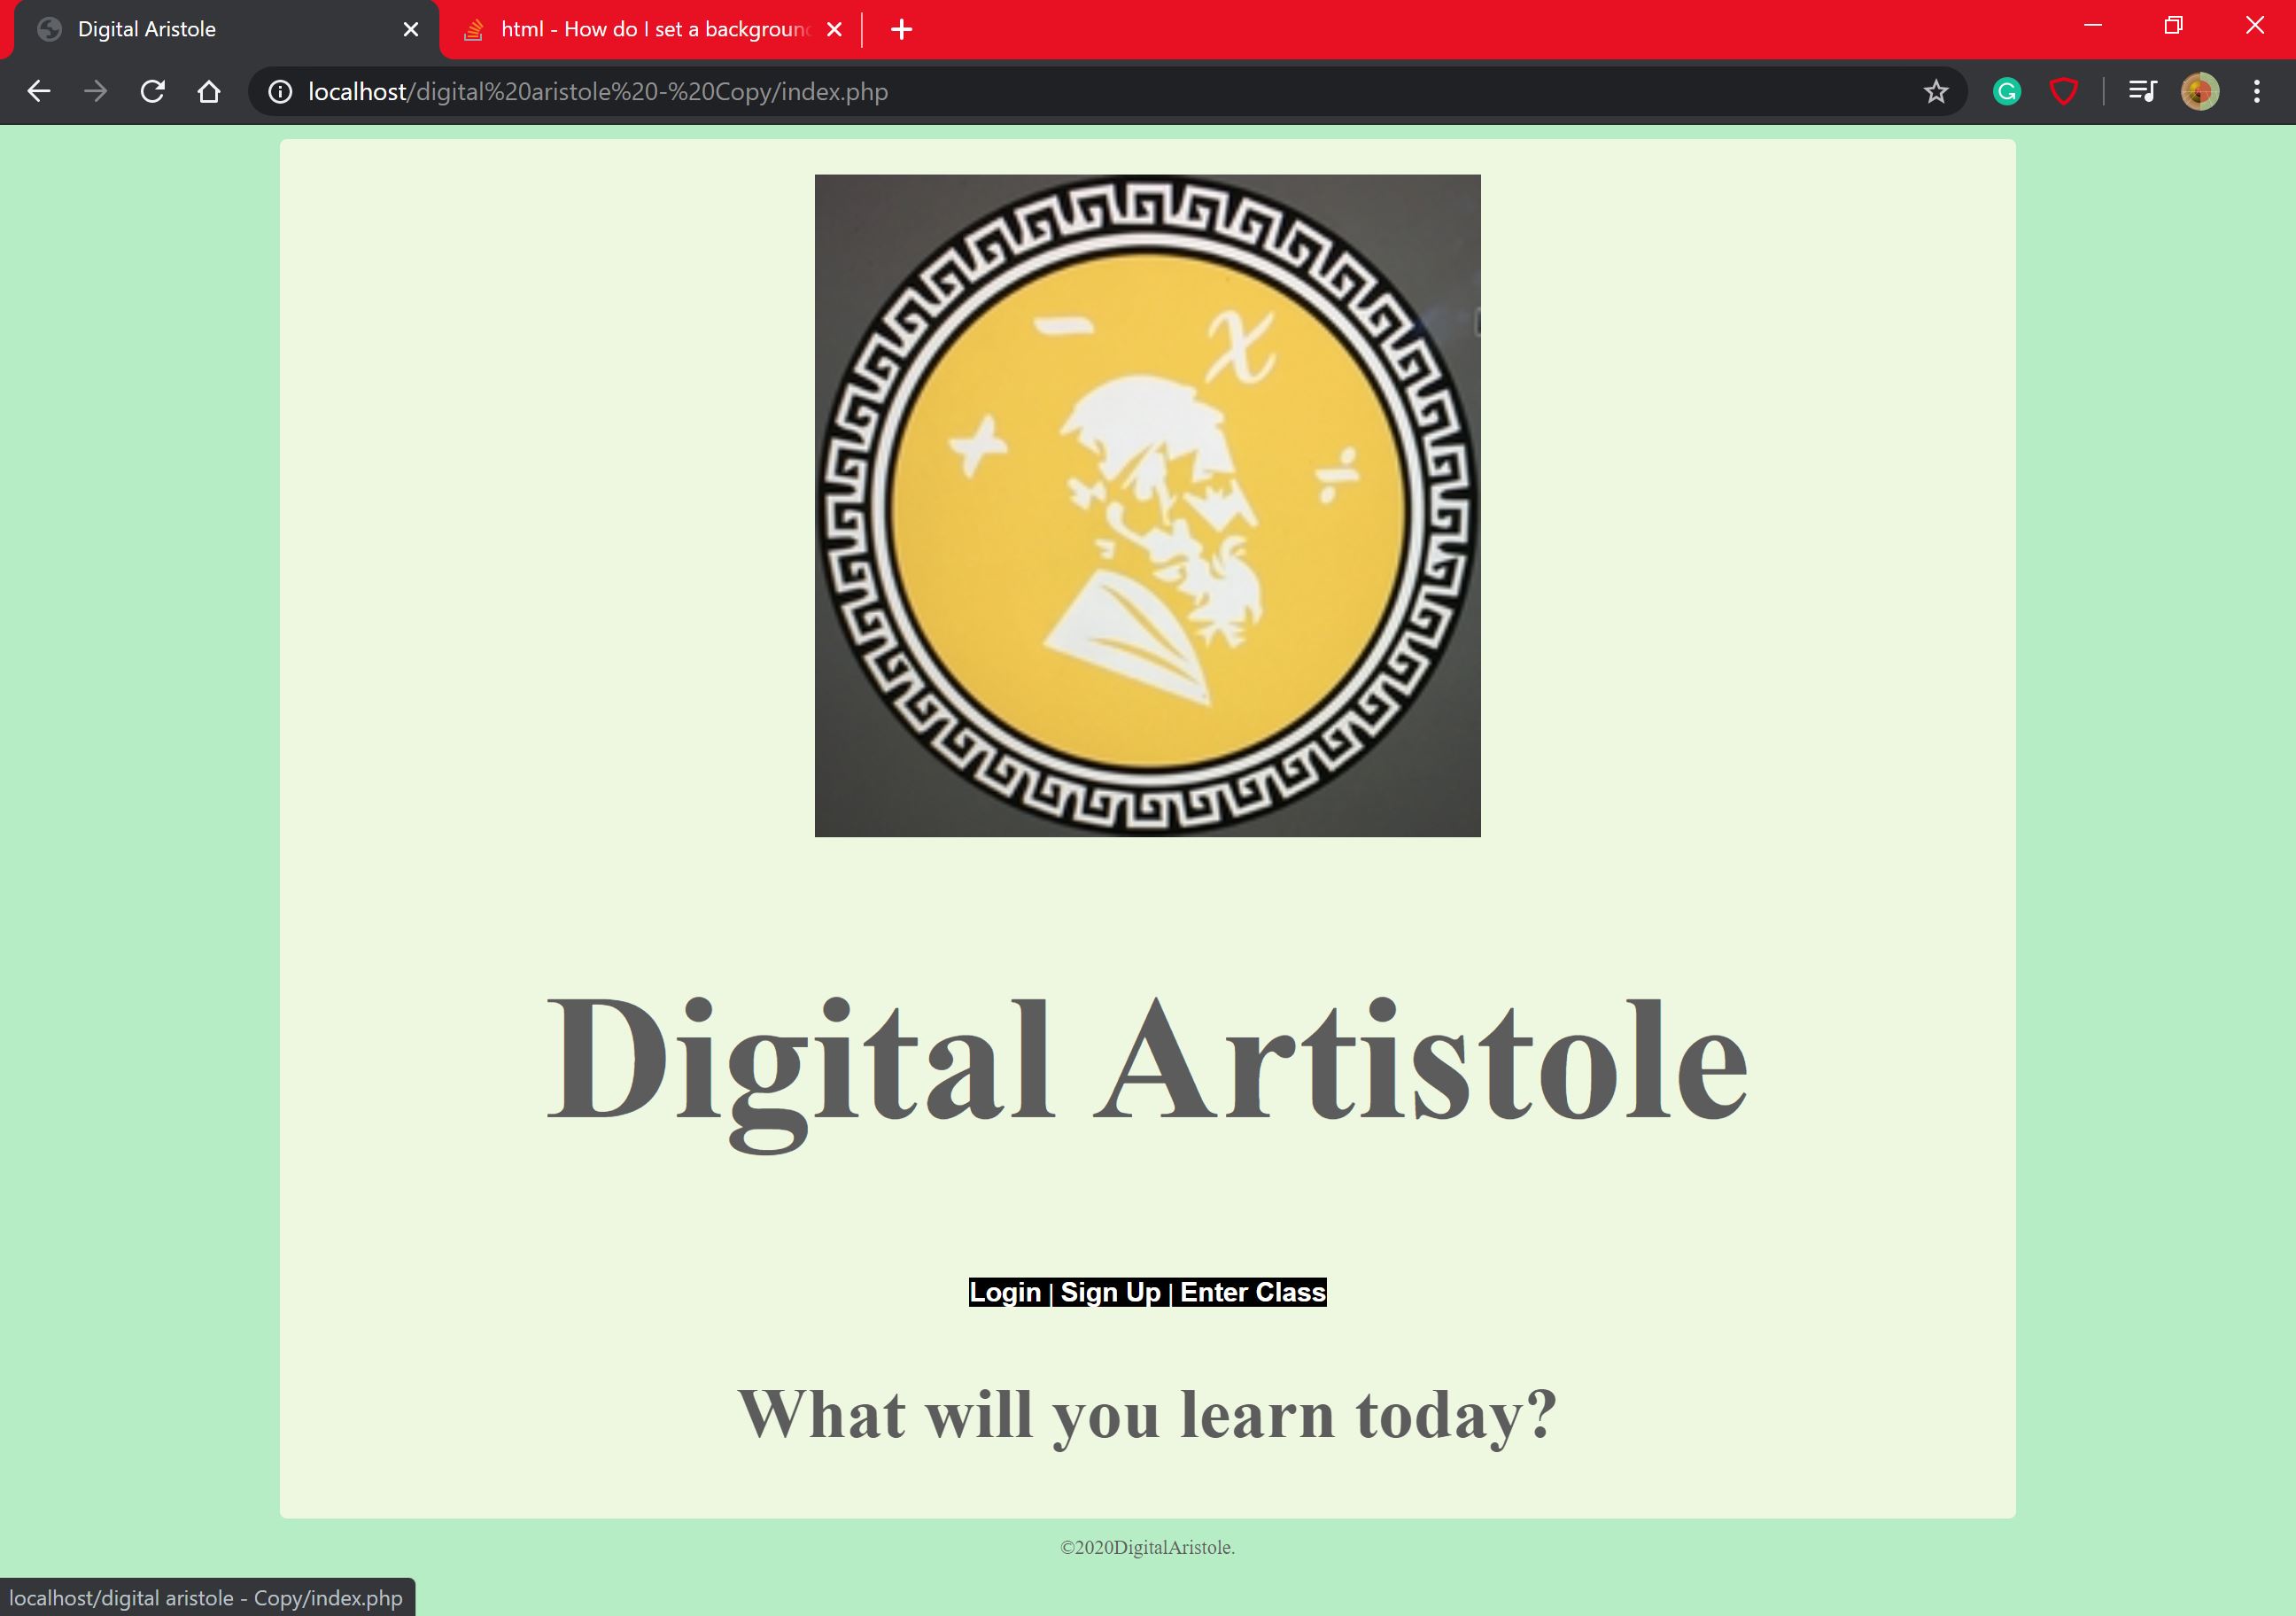 Digital Aristole
html - How do I set a backgroun
localhost/digital%20aristole%20-%20Copy/index.php
− x
+ ÷
Digital Artistole
Login | Sign Up | Enter Class
What will you learn today?
©2020DigitalAristole.
localhost/digital aristole - Copy/index.php